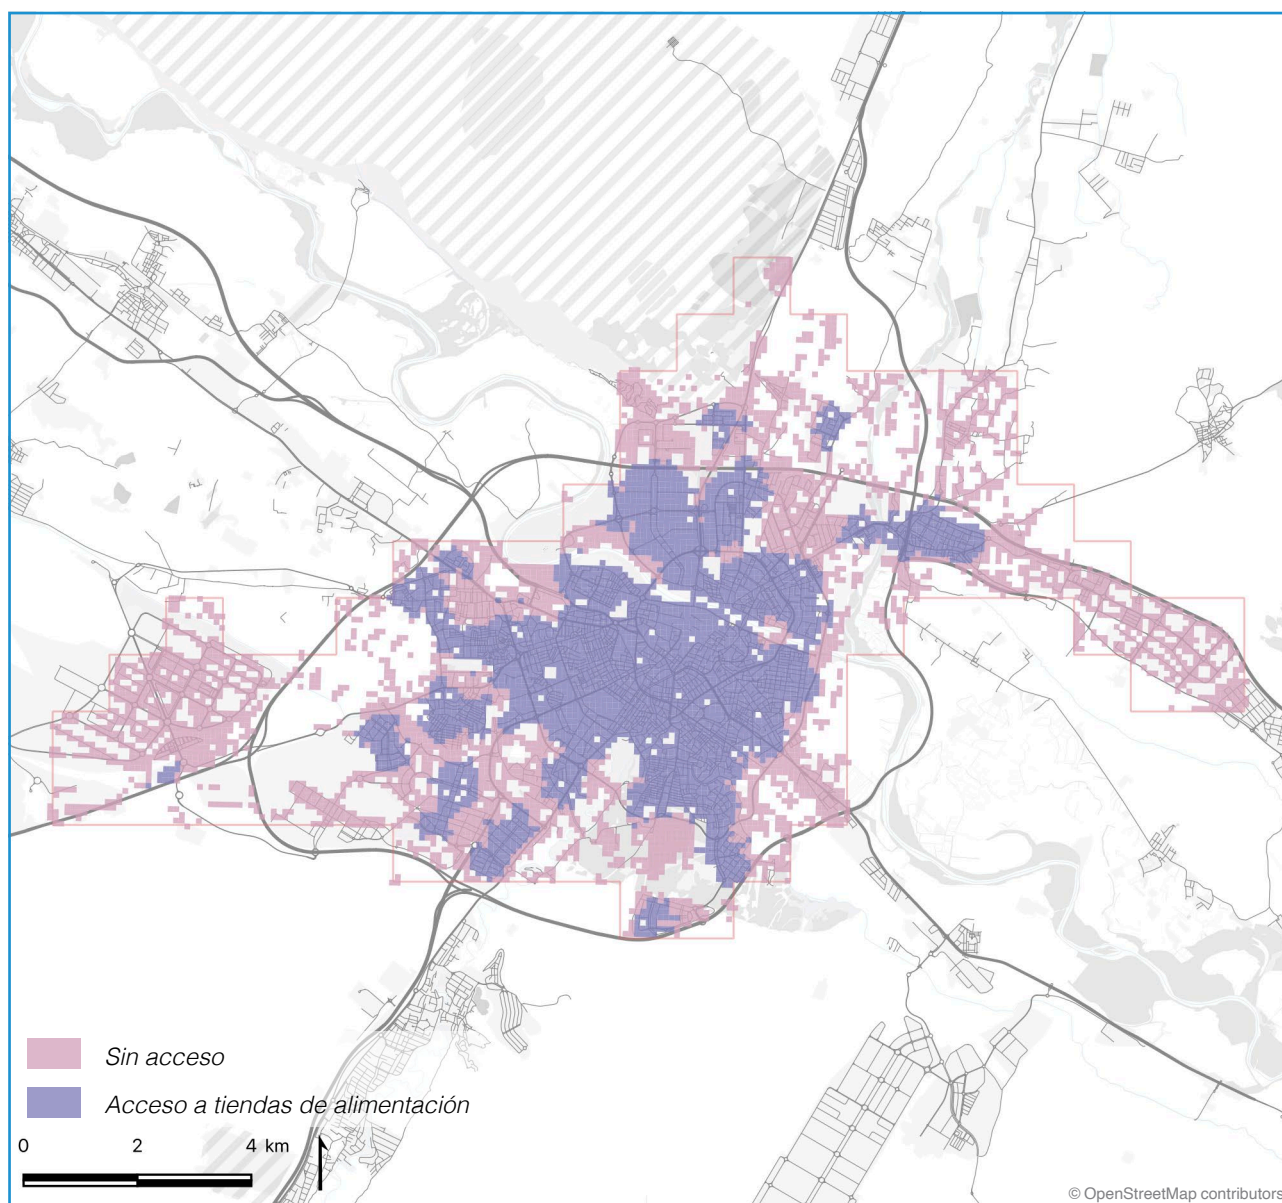 Sin acceso
Acceso a tiendas de alimentación
0 2 4 km
© OpenStreetMap contributors